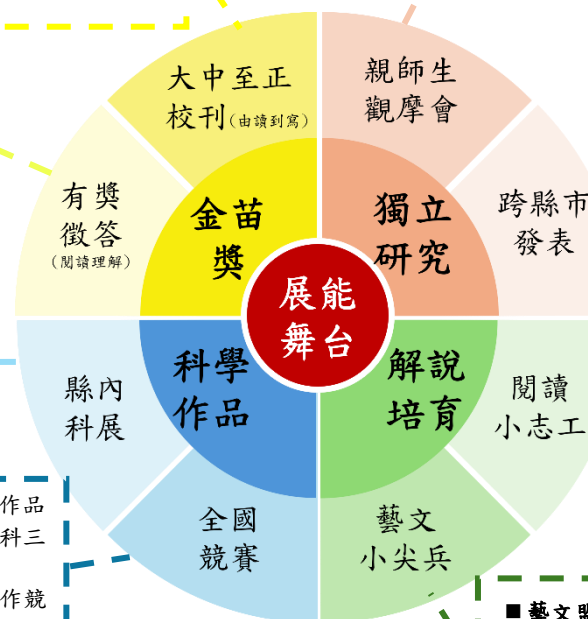 大中至正
校刊(由讀到寫)
親師生
觀摩會
有獎
徵答
(閱讀理解)
金苗
獎
獨立
研究
跨縣市
發表
展能
舞台
縣內
科展
科學
作品
解說
培育
閱讀
小志工
全國
競賽
藝文
小尖兵
作品
科三
作競
■藝文